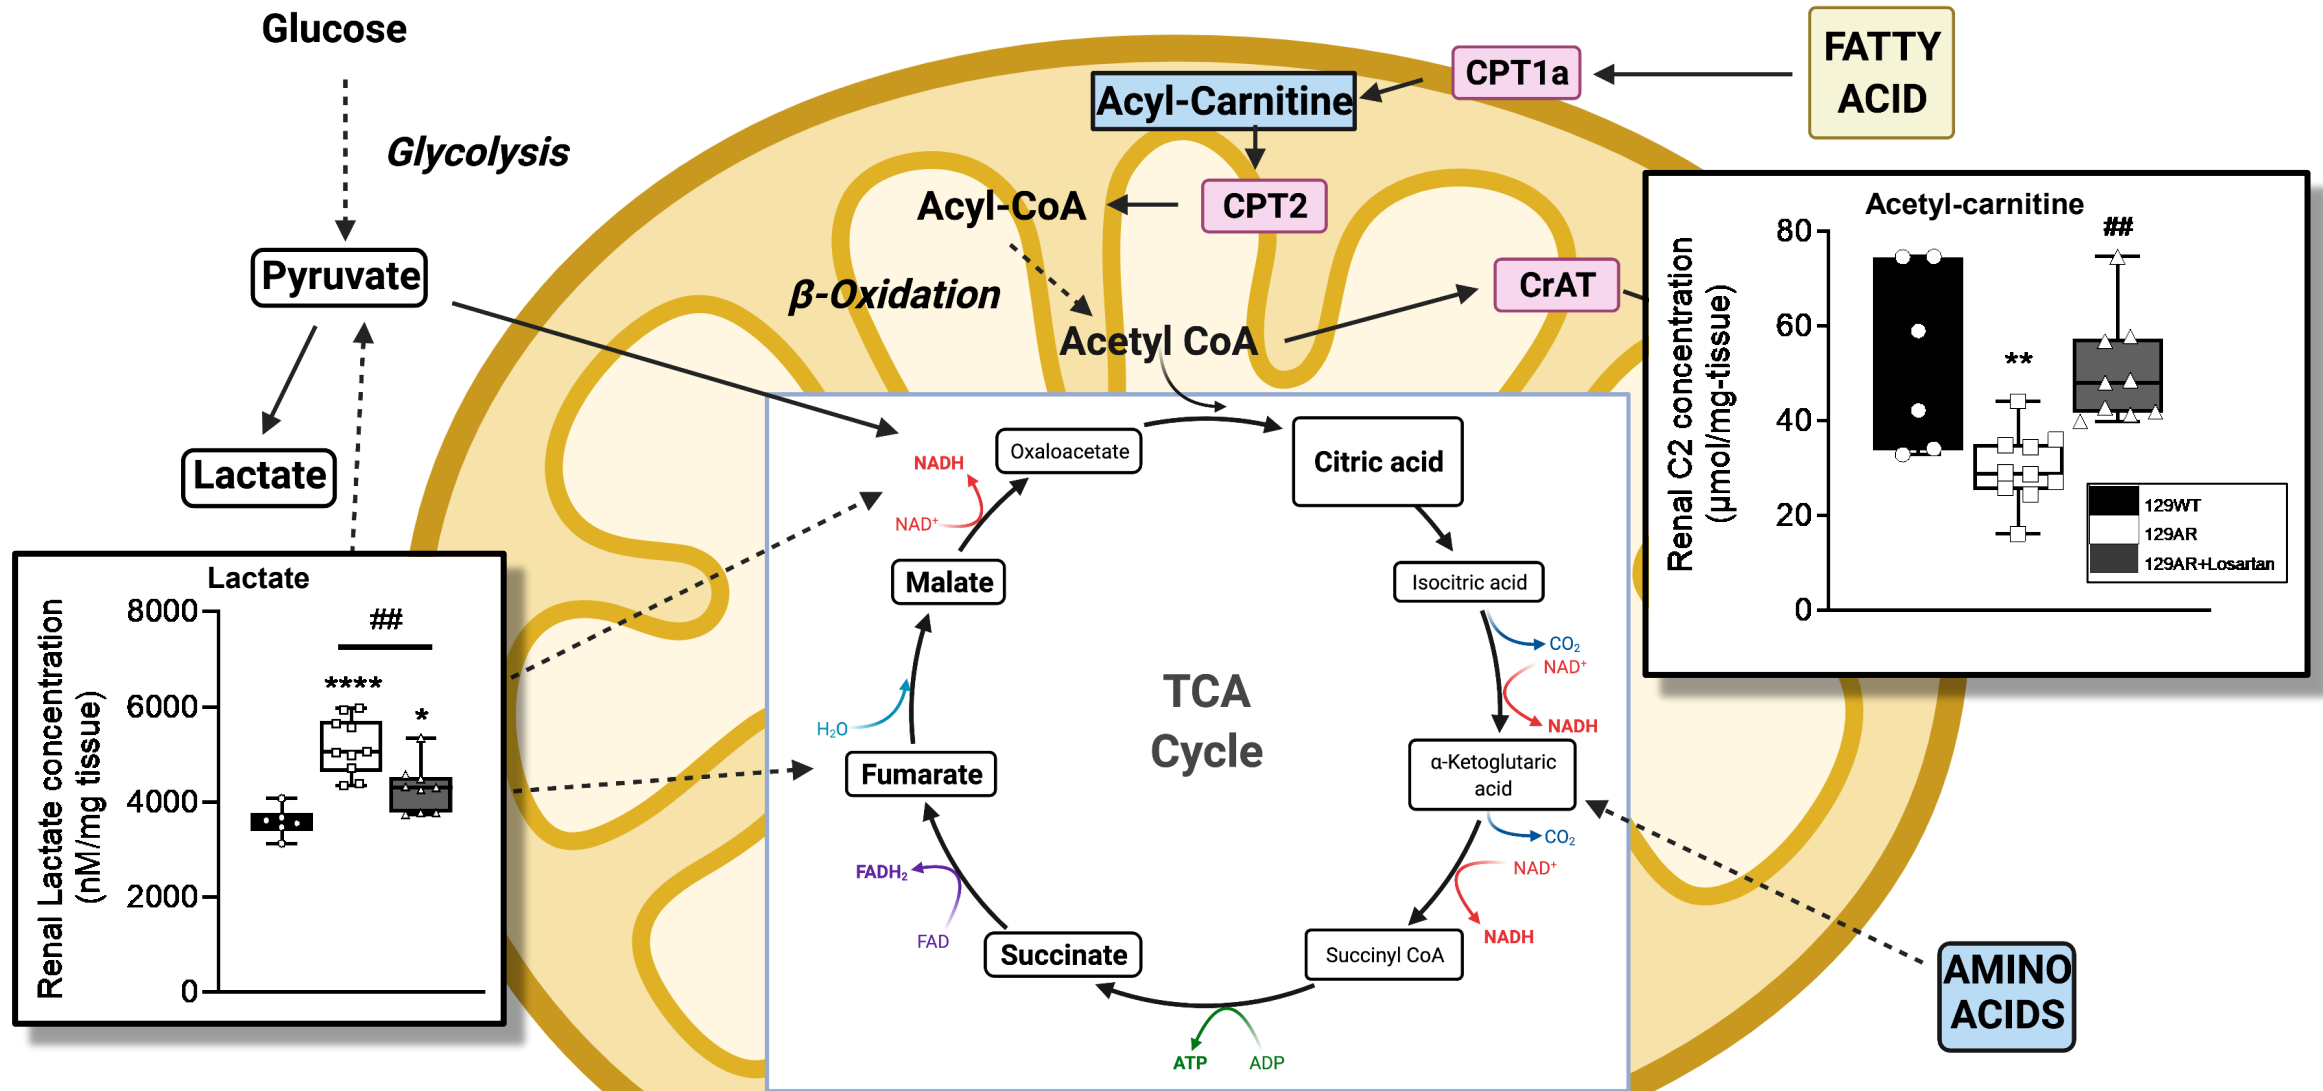 Glucose
Glycolysis
Pyruvate
Lactate
FATTY
ACID
CPT1a
Acyl-Carnitine
CPT2
Acyl-CoA
β-Oxidation
Acetyl CoA
CrAT
Acetyl-carnitine
Renal C2 concentration
(µmol/mg-tissue)
80
60
40
20
0
**
##
129WT
129AR
129AR+Losartan
Lactate
Renal Lactate concentration
(nM/mg tissue)
8000
6000
4000
2000
0
##
****
*
TCA
Cycle
Oxaloacetate
Citric acid
Isocitric acid
CO₂
NAD⁺
NADH
α-Ketoglutaric
acid
CO₂
NAD⁺
NADH
Succinyl CoA
ADP
ATP
Succinate
FAD
FADH₂
Fumarate
H₂O
Malate
NAD⁺
NADH
AMINO
ACIDS